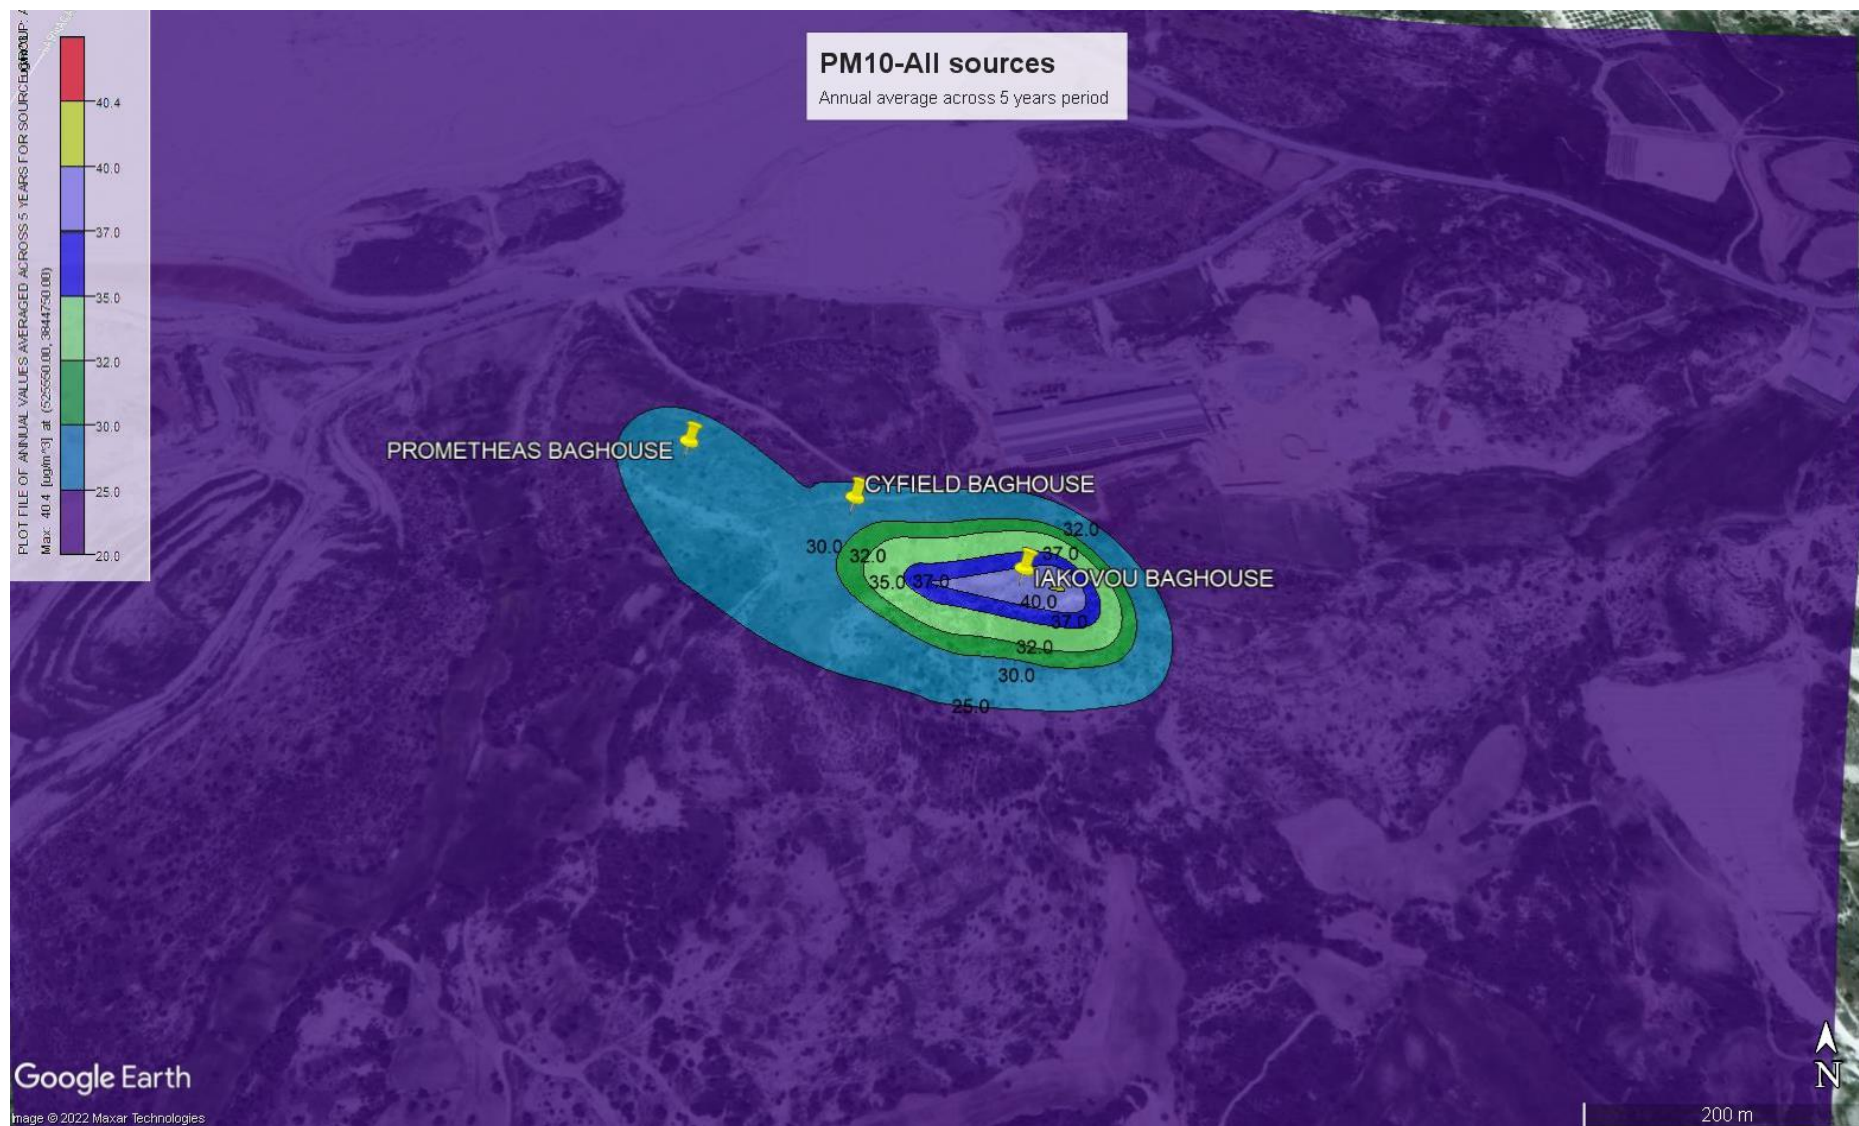 PM10-All sources
Annual average across 5 years period
PLOT FILE OF ANNUAL VALUES AVERAGED ACROSS 5 YEARS FOR SOURCE GROUP: A
Max: 40.4 [ug/m^3] at (525550.00, 3844750.00)
40.4
40.0
37.0
35.0
32.0
30.0
25.0
20.0
PROMETHEAS BAGHOUSE
CYFIELD BAGHOUSE
32.0
30.0
32.0
37.0
35.0
37.0
IAKOVOU BAGHOUSE
40.0
37.0
32.0
30.0
25.0
Google Earth
Image © 2022 Maxar Technologies
N
200 m